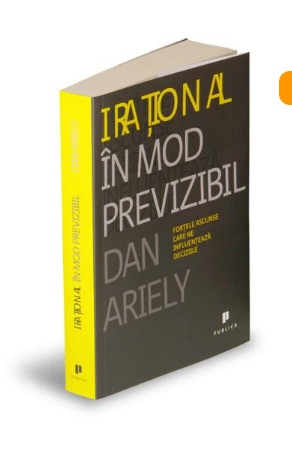 IRAȚIONAL
ÎN MOD
PREVIZIBIL
FORȚELE ASCUNSE
CARE NE
INFLUENȚEAZĂ
DECIZIILE
DAN
ARIELY
PUBLICA
IRAȚIONAL ÎN MOD PREVIZIBIL
DAN ARIELY
PUBLICA